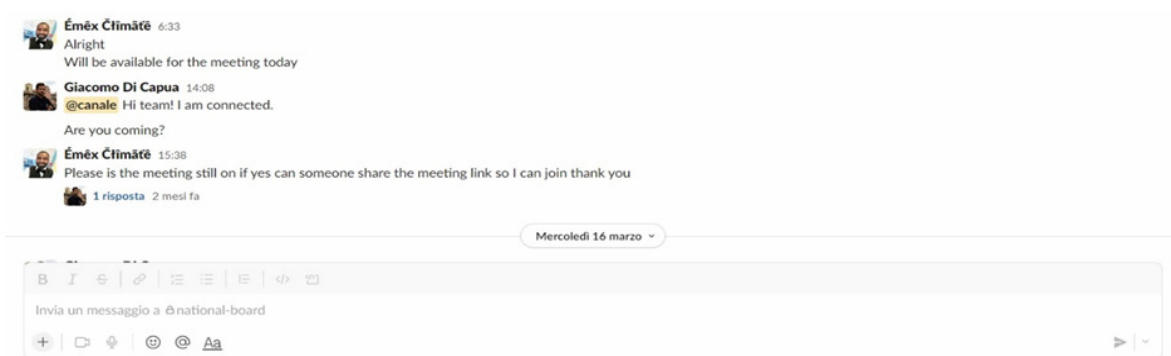 Émêx Čłîmāťê 6:33
Alright
Will be available for the meeting today
Giacomo Di Capua 14:08
@canale Hi team! I am connected.
Are you coming?
Émêx Čłîmāťê 15:38
Please is the meeting still on if yes can someone share the meeting link so I can join thank you
1 risposta 2 mesi fa
Mercoledì 16 marzo
B I S
Invia un messaggio a national-board
Aa